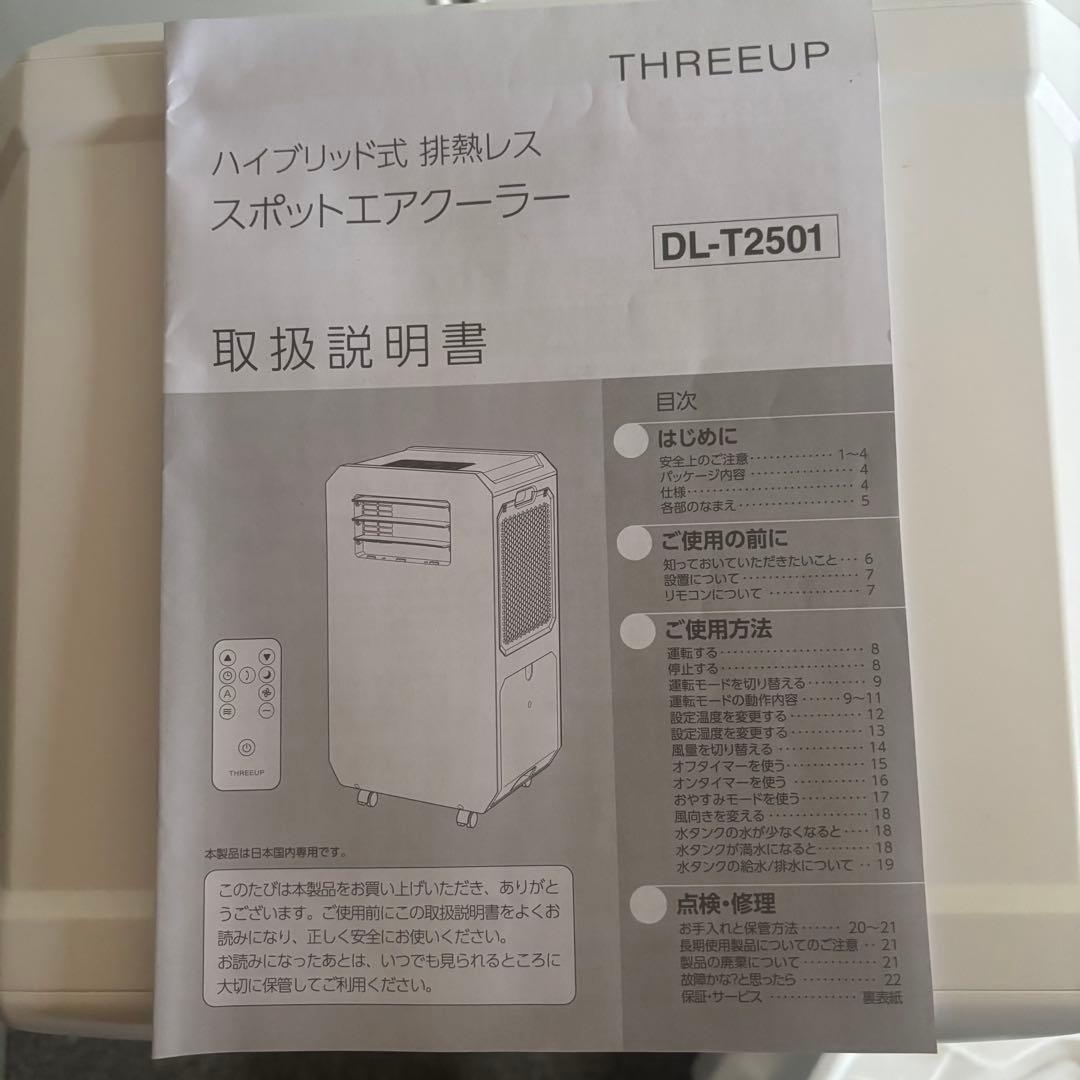 THREEUP
ハイブリッド式 排熱レス
スポットエアクーラー
DL-T2501
取扱説明書
目次
はじめに
安全上のご注意・・・・・・・・・・・・・ 1〜4
パッケージ内容 ・・・・・・・・・・・・・・・ 4
仕様・・・・・・・・・・・・・・・・・・・・・・・ 4
各部のなまえ・・・・・・・・・・・・・・・・ 5
ご使用の前に
知っておいていただきたいこと・・・ 6
設置について・・・・・・・・・・・・・・・・ 7
リモコンについて ・・・・・・・・・・・・・ 7
ご使用方法
運転する・・・・・・・・・・・・・・・・・・・・ 8
停止する・・・・・・・・・・・・・・・・・・・・ 8
運転モードを切り替える・・・・・・・・・ 9
運転モードの動作内容 ・・・・・・9〜11
設定温度を変更する・・・・・・・・・・・ 12
設定湿度を変更する・・・・・・・・・・・ 13
風量を切り替える ・・・・・・・・・・・・ 14
オフタイマーを使う・・・・・・・・・・・ 15
オンタイマーを使う ・・・・・・・・・・ 16
おやすみモードを使う・・・・・・・・・ 17
風向きを変える・・・・・・・・・・・・・・ 18
水タンクの水が少なくなると・・・・ 18
水タンクが満水になると・・・・・・・・ 18
水タンクの給水/排水について ・・ 19
点検・修理
お手入れと保管方法・・・・・・ 20〜21
長期使用製品についてのご注意 ・・ 21
製品の廃棄について・・・・・・・・・・・ 21
故障かな?と思ったら ・・・・・・・・・・ 22
保証・サービス ・・・・・・・・・・・・ 裏表紙
A
THREEUP
本製品は日本国内専用です。
このたびは本製品をお買い上げいただき、ありがと
うございます。ご使用前にこの取扱説明書をよくお
読みになり、正しく安全にお使いください。
お読みになったあとは、いつでも見られるところに
大切に保管してご利用ください。